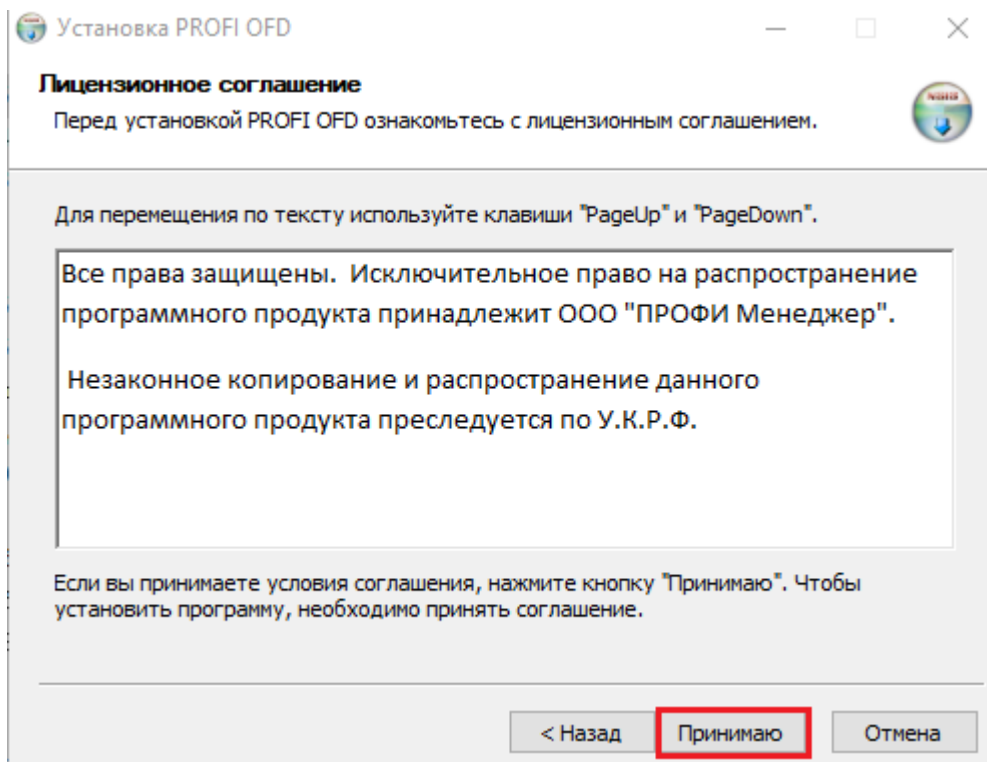 Установка PROFI OFD
Лицензионное соглашение
Перед установкой PROFI OFD ознакомьтесь с лицензионным соглашением.
Для перемещения по тексту используйте клавиши "PageUp" и "PageDown".
Все права защищены.  Исключительное право на распространение
программного продукта принадлежит ООО "ПРОФИ Менеджер".
Незаконное копирование и распространение данного
программного продукта преследуется по У.К.Р.Ф.
Если вы принимаете условия соглашения, нажмите кнопку "Принимаю". Чтобы
установить программу, необходимо принять соглашение.
< Назад Принимаю Отмена